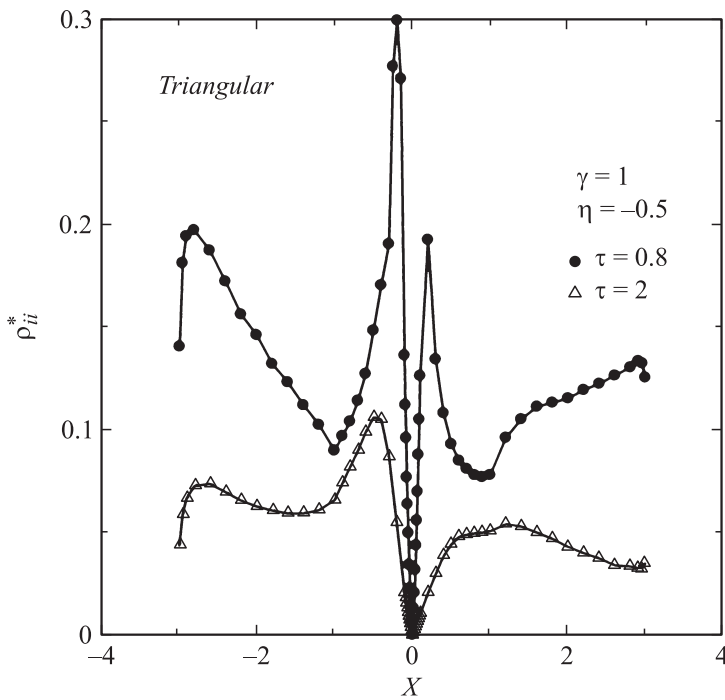 0.3
Triangular
γ = 1
η = –0.5
0.2
τ = 0.8
τ = 2
ρ*ii
0.1
0
–4
–2
0
2
4
X